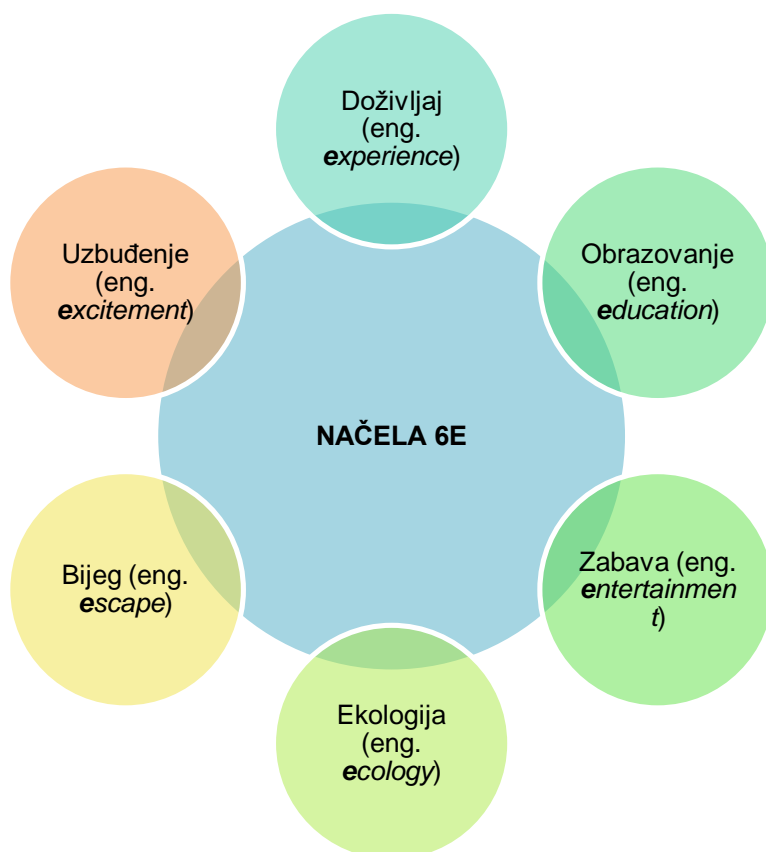 Doživljaj
(eng.
experience)
Obrazovanje
(eng.
education)
Zabava (eng.
entertainmen
t)
Ekologija
(eng.
ecology)
Bijeg (eng.
escape)
Uzbuđenje
(eng.
excitement)
NAČELA 6E